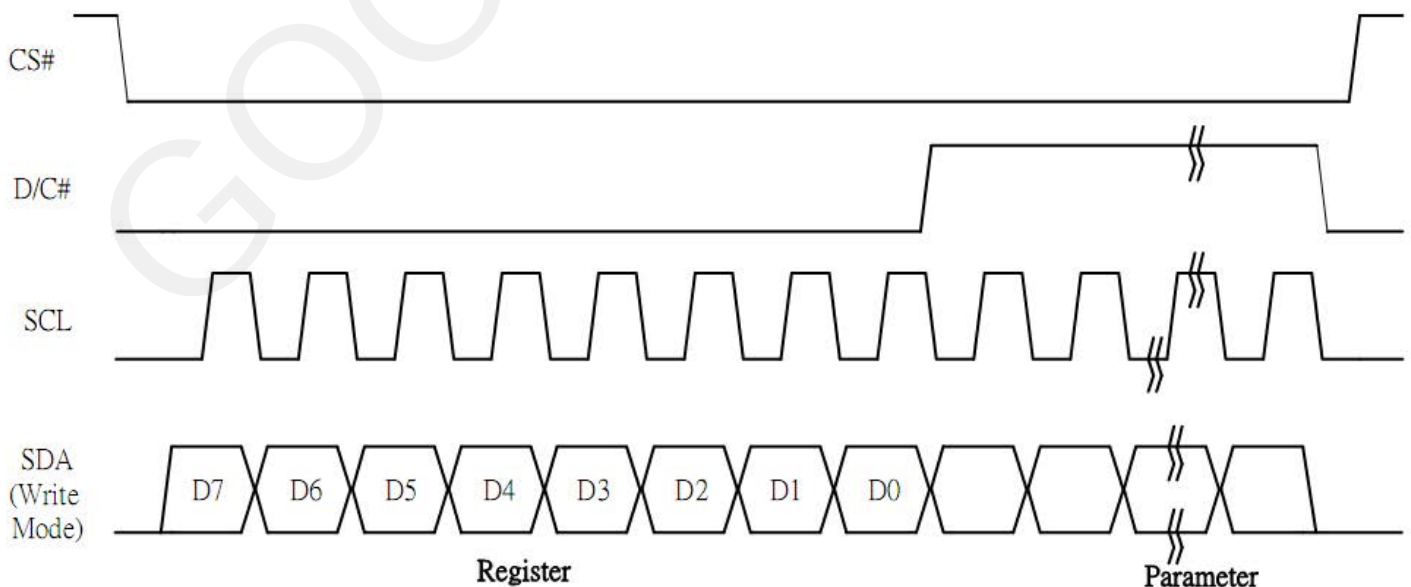 CS#
D/C#
SCL
SDA
(Write
Mode)
D7 D6 D5 D4 D3 D2 D1 D0
Register Parameter